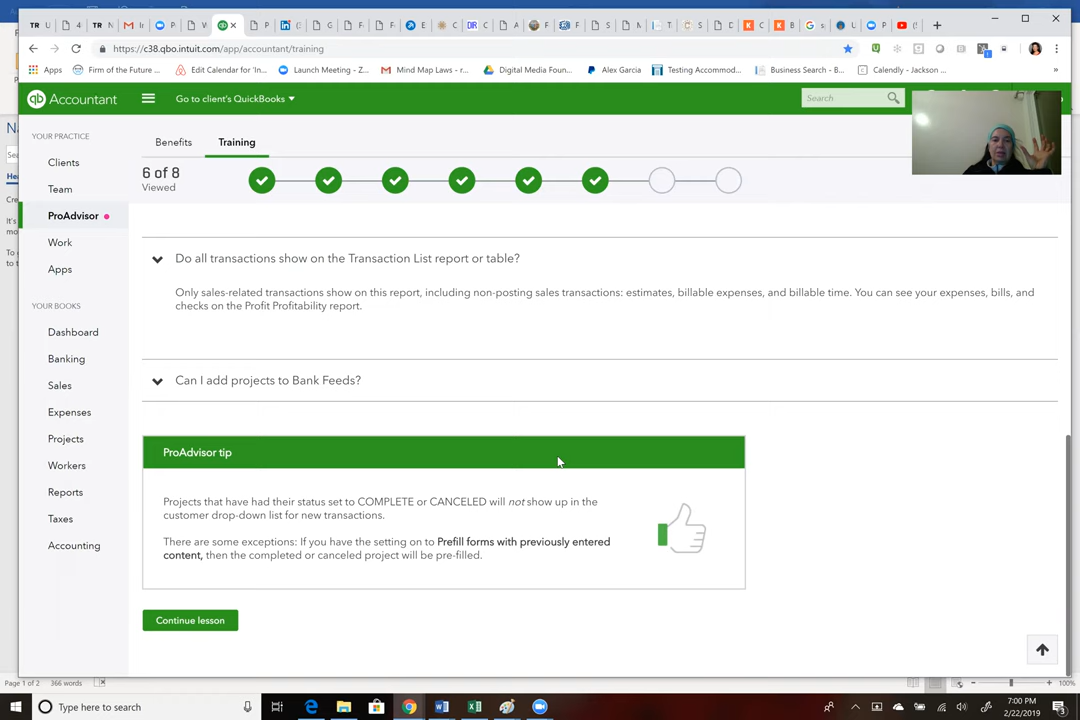 https://c38.qbo.intuit.com/app/accountant/training
Apps
Firm of the Future ...
Edit Calendar for 'In...
Launch Meeting - Z...
Mind Map Laws - r...
Digital Media Foun...
Alex Garcia
Testing Accommod...
Business Search - B...
Calendly - Jackson ...
qb Accountant
Go to client's QuickBooks
Search
YOUR PRACTICE
Clients
Team
ProAdvisor
Work
Apps
YOUR BOOKS
Dashboard
Banking
Sales
Expenses
Projects
Workers
Reports
Taxes
Accounting
Benefits
Training
6 of 8
Viewed
Do all transactions show on the Transaction List report or table?
Only sales-related transactions show on this report, including non-posting sales transactions: estimates, billable expenses, and billable time. You can see your expenses, bills, and
checks on the Profit Profitability report.
Can I add projects to Bank Feeds?
ProAdvisor tip
Projects that have had their status set to COMPLETE or CANCELED will not show up in the
customer drop-down list for new transactions.
There are some exceptions: If you have the setting on to Prefill forms with previously entered
content, then the completed or canceled project will be pre-filled.
Continue lesson
Page 1 of 2
366 words
100%
Type here to search
7:00 PM
2/22/2019